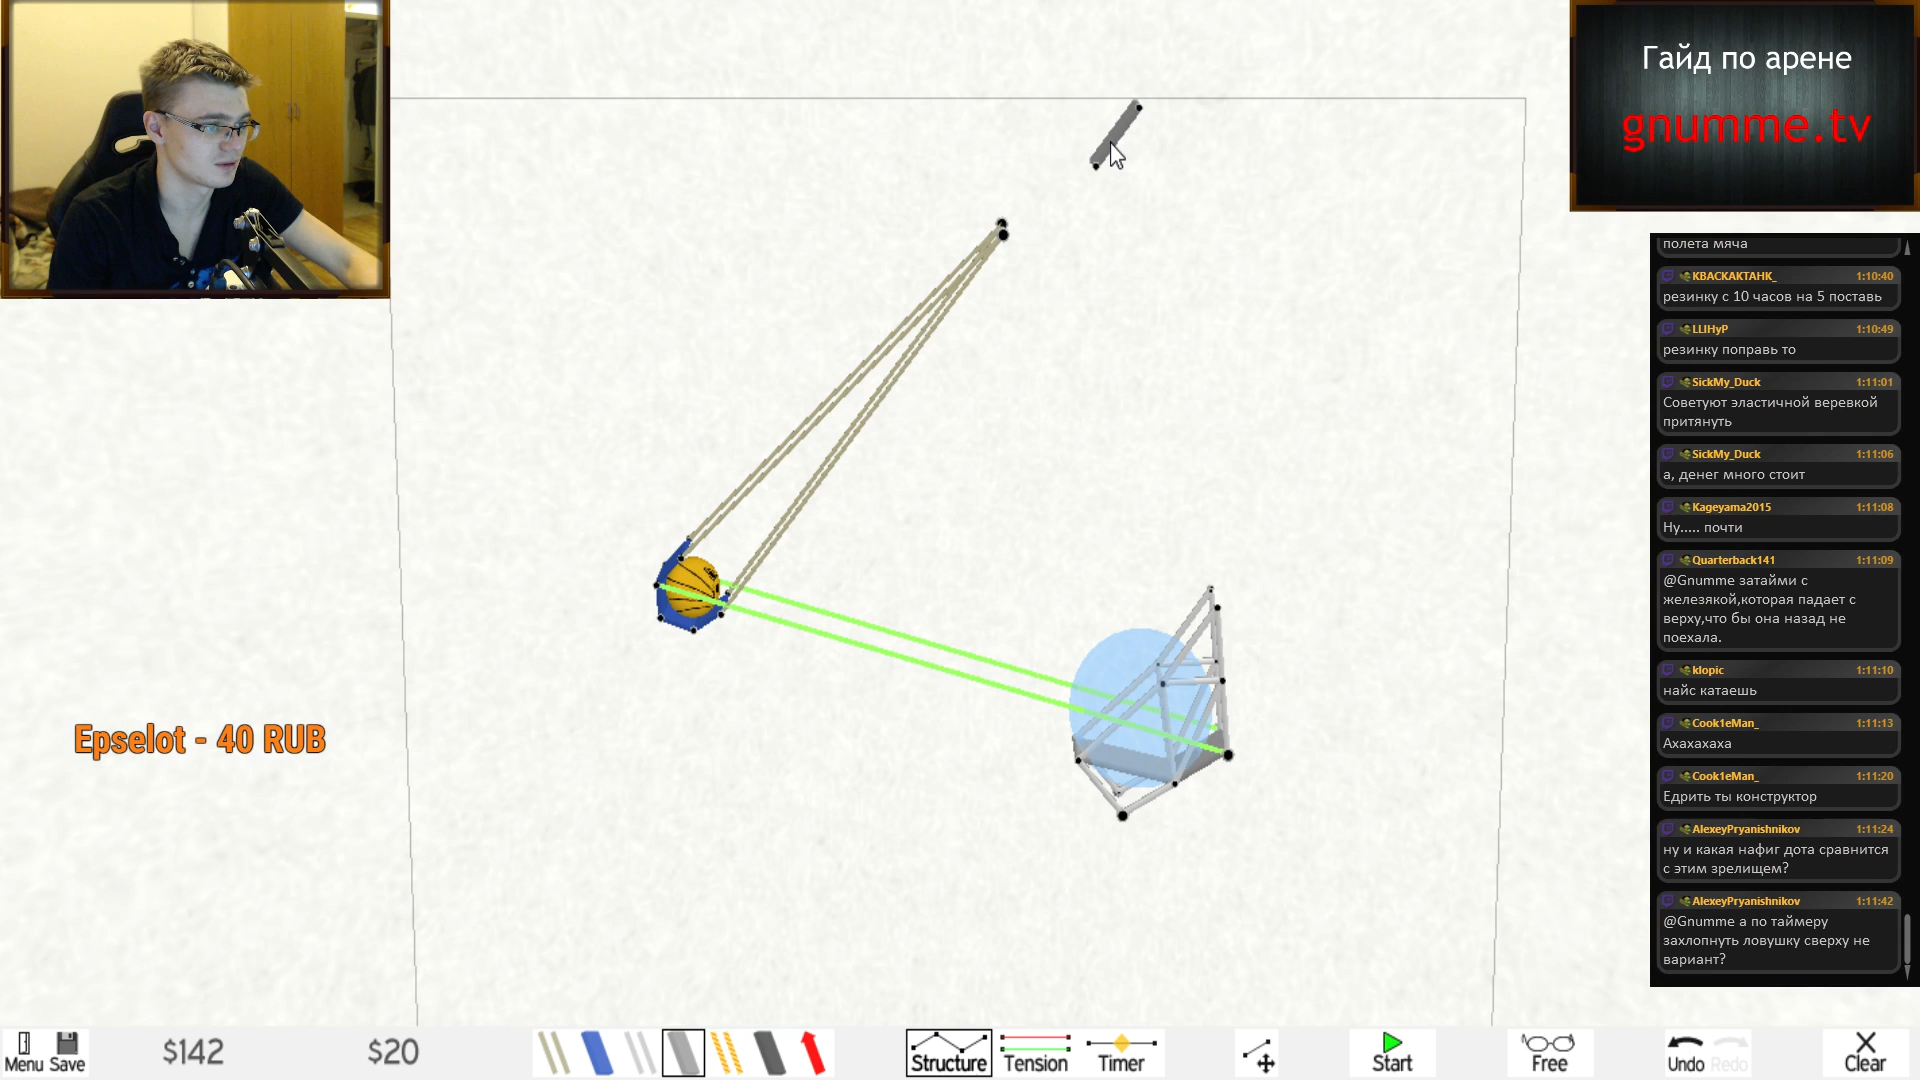 Гайд по арене
gnumme.tv
полета мяча
КВАСКАКТАНК_ 1:10:40
резинку с 10 часов на 5 поставь
LLIHyP 1:10:49
резинку поправь то
SickMy_Duck 1:11:01
Советуют эластичной веревкой
притянуть
SickMy_Duck 1:11:06
а, денег много стоит
Kageyama2015 1:11:08
Ну..... почти
Quarterback141 1:11:09
@Gnumme затайми с
железякой,которая падает с
верху,что бы она назад не
поехала.
klopic 1:11:10
найс катаешь
Cook1eMan_ 1:11:13
Ахахахаха
Cook1eMan_ 1:11:20
Едрить ты конструктор
AlexeyPryanishnikov 1:11:24
ну и какая нафиг дота сравнится
с этим зрелищем?
AlexeyPryanishnikov 1:11:42
@Gnumme а по таймеру
захлопнуть ловушку сверху не
вариант?
Epselot - 40 RUB
Menu Save $142 $20 Structure Tension Timer Start Free Undo Redo Clear